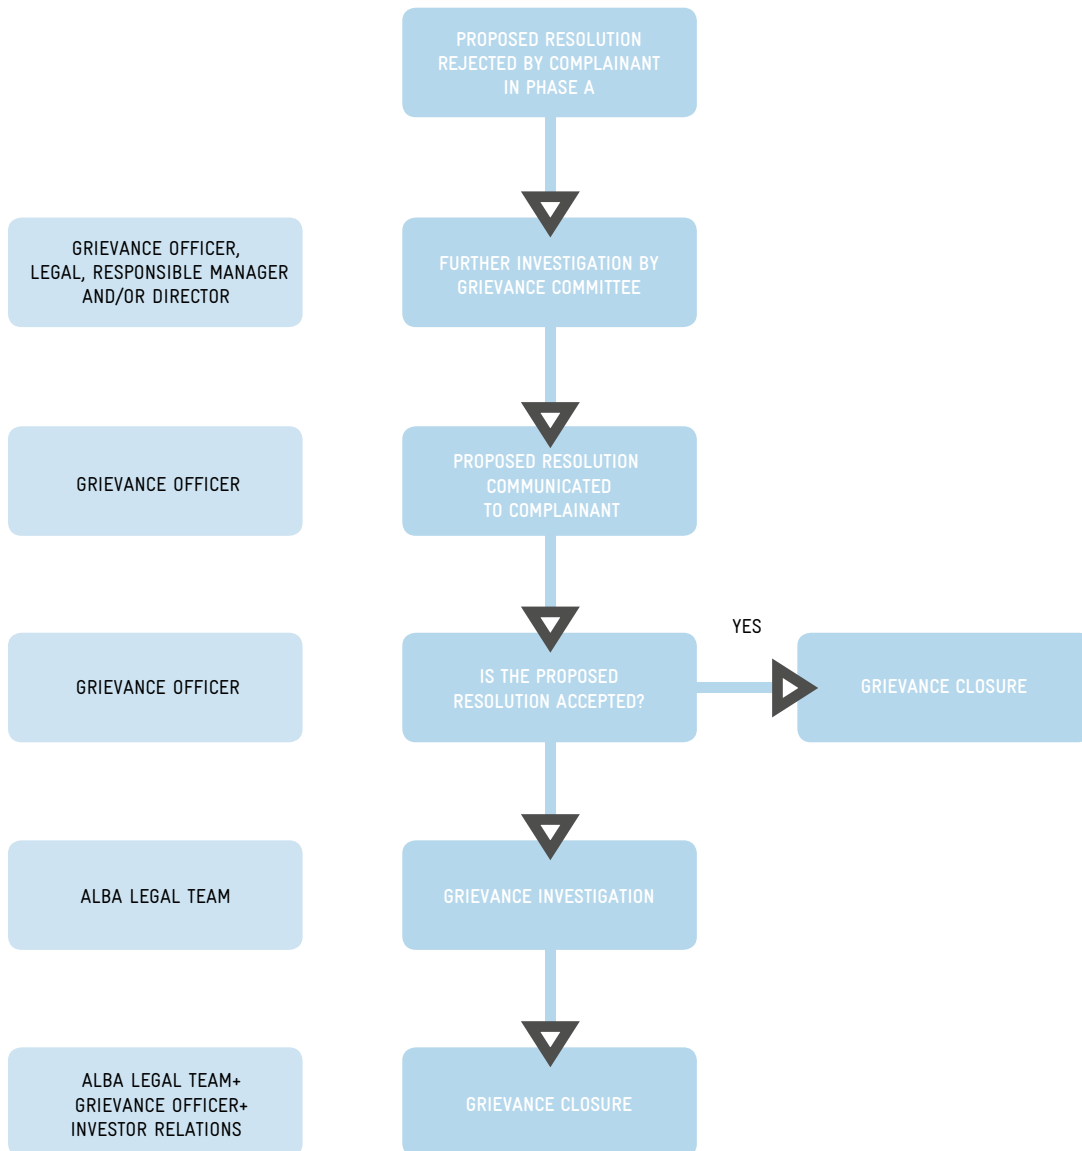 PROPOSED RESOLUTION
REJECTED BY COMPLAINANT
IN PHASE A
GRIEVANCE OFFICER,
LEGAL, RESPONSIBLE MANAGER
AND/OR DIRECTOR
FURTHER INVESTIGATION BY
GRIEVANCE COMMITTEE
GRIEVANCE OFFICER
PROPOSED RESOLUTION
COMMUNICATED
TO COMPLAINANT
GRIEVANCE OFFICER
IS THE PROPOSED
RESOLUTION ACCEPTED?
YES
GRIEVANCE CLOSURE
ALBA LEGAL TEAM
GRIEVANCE INVESTIGATION
ALBA LEGAL TEAM+
GRIEVANCE OFFICER+
INVESTOR RELATIONS
GRIEVANCE CLOSURE